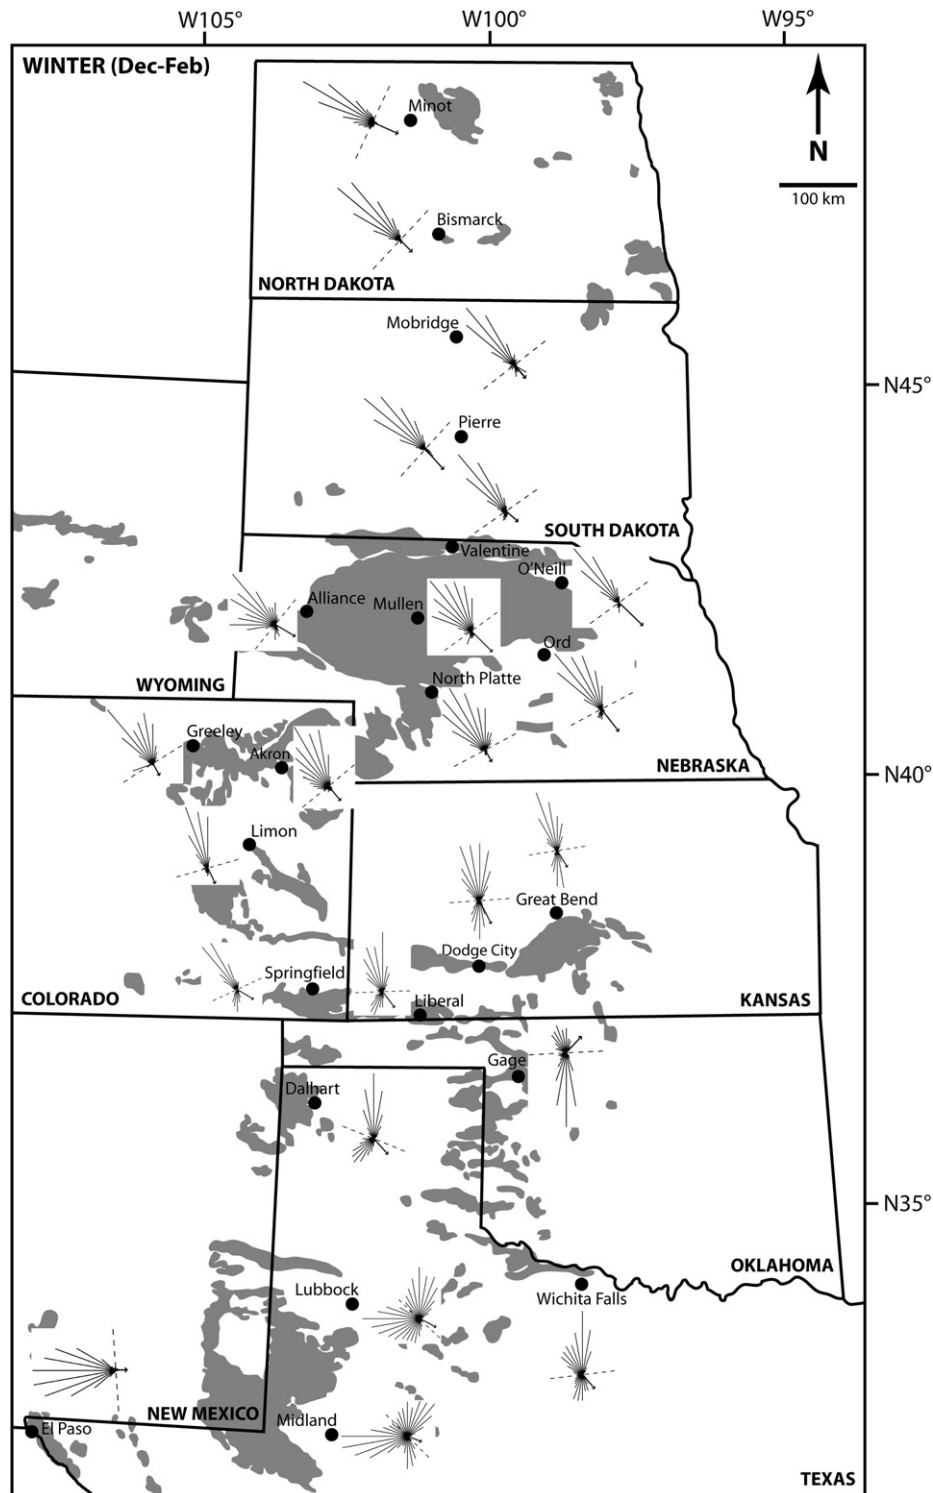 W105° W100° W95°
WINTER (Dec-Feb)
Minot
N
100 km
Bismarck
NORTH DAKOTA
Mobridge
N45°
Pierre
SOUTH DAKOTA
Valentine
O'Neill
Alliance
Mullen
Ord
North Platte
WYOMING
Greeley
Akron
NEBRASKA
N40°
Limon
Great Bend
Dodge City
Springfield
Liberal
COLORADO
KANSAS
Gage
Dalhart
N35°
OKLAHOMA
Lubbock
Wichita Falls
NEW MEXICO
Midland
El Paso
TEXAS